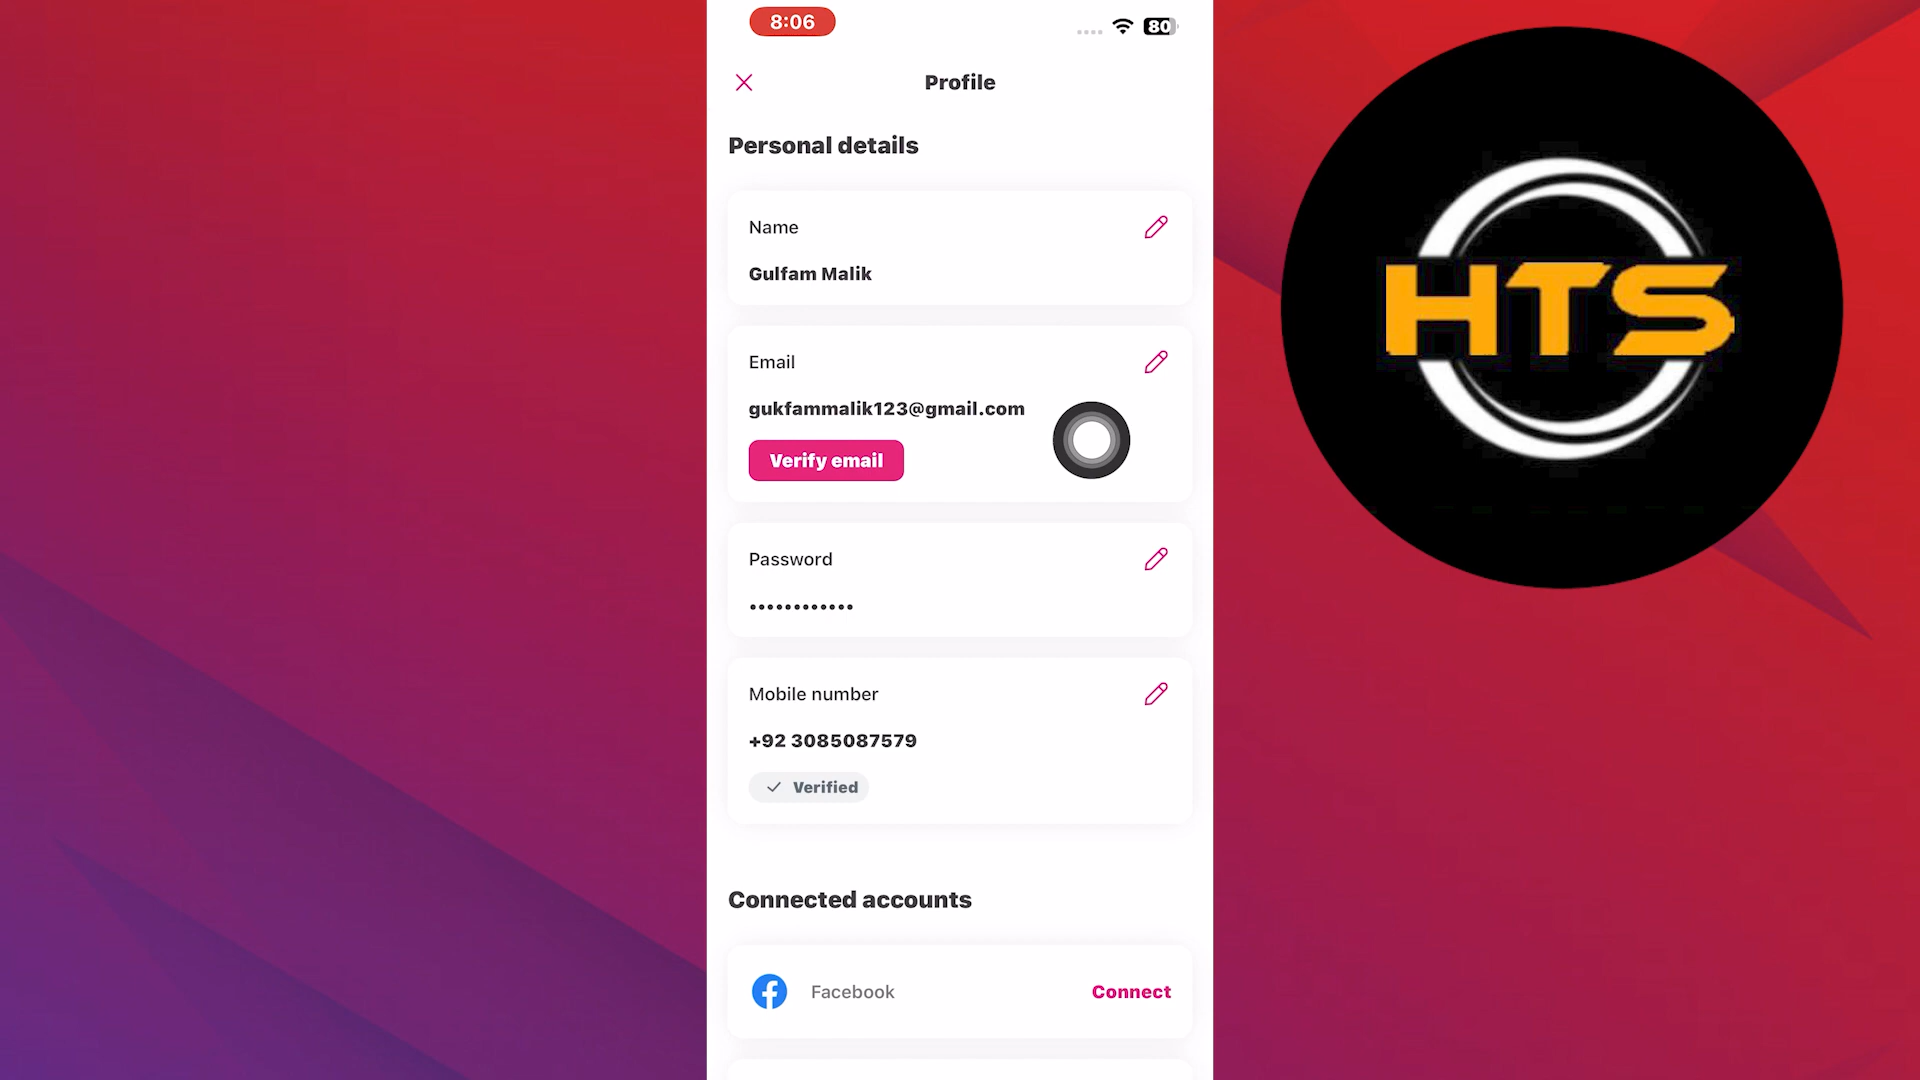 8:06
80
Profile
Personal details
Name
Gulfam Malik
Email
gukfammalik123@gmail.com
Verify email
Password
••••••••••••
Mobile number
+92 3085087579
Verified
Connected accounts
Facebook
Connect
HTS